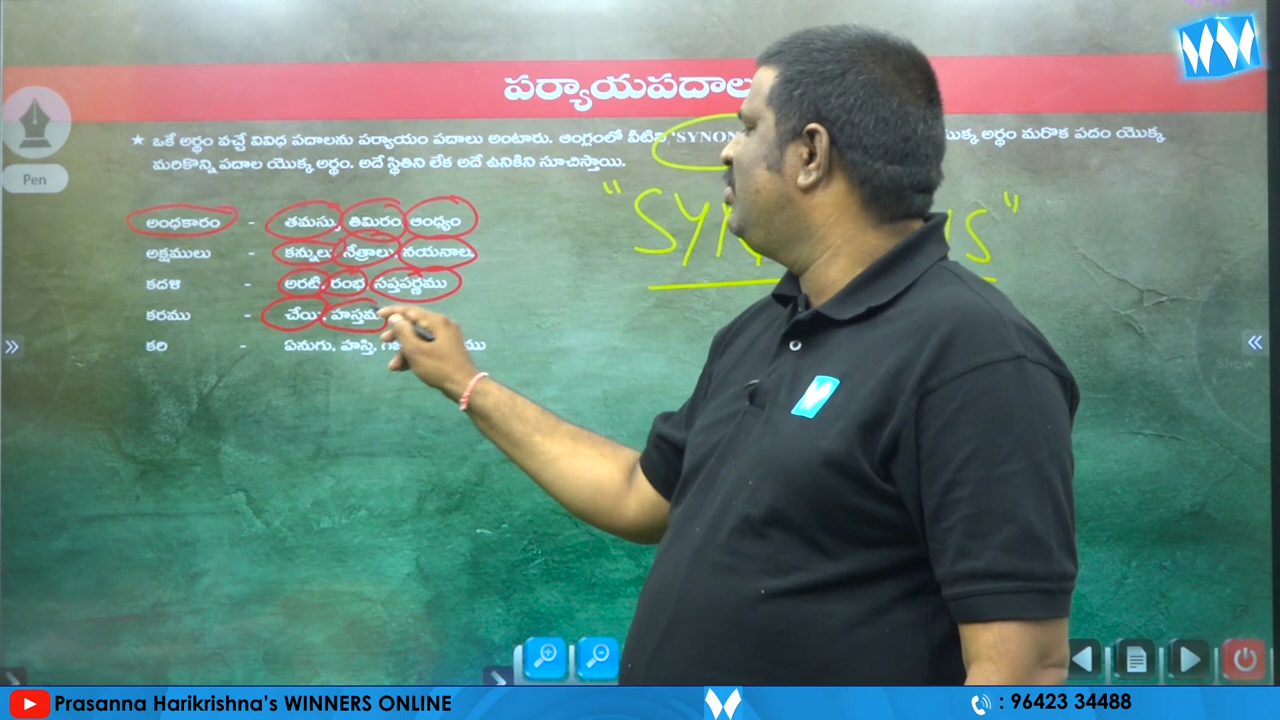 పర్యాయపదాలు
★ ఒకే అర్థం వచ్చే వివిధ పదాలను పర్యాయం పదాలు అంటారు. ఆంగ్లంలో వీటిని 'SYNON అర్థం మరొక పదం యొక్క
మరికొన్ని పదాల యొక్క అర్థం. అదే స్థితిని లేక అదే ఉనికిని సూచిస్తాయి.
Pen
" SY S "
అంధకారం - తమస్సు, తిమిరం, ఆంధ్యం
అక్షములు - కన్నులు, నేత్రాలు, నయనాలు
కదళి - అరటి, రంభ, సప్తపర్ణము
కరము - చేయి, హస్తము
కరి - ఏనుగు, హస్తి,
Show
Prasanna Harikrishna's WINNERS ONLINE
: 96423 34488